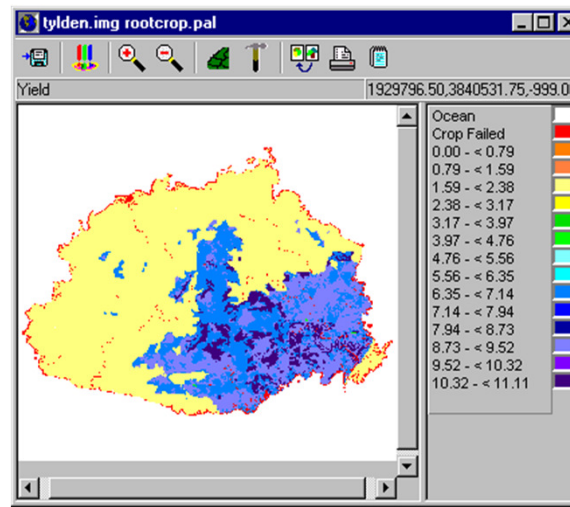 tylden.img rootcrop.pal
Yield
1929796.50,3840531.75,-999.0
Ocean
Crop Failed
0.00 - < 0.79
0.79 - < 1.59
1.59 - < 2.38
2.38 - < 3.17
3.17 - < 3.97
3.97 - < 4.76
4.76 - < 5.56
5.56 - < 6.35
6.35 - < 7.14
7.14 - < 7.94
7.94 - < 8.73
8.73 - < 9.52
9.52 - < 10.32
10.32 - < 11.11